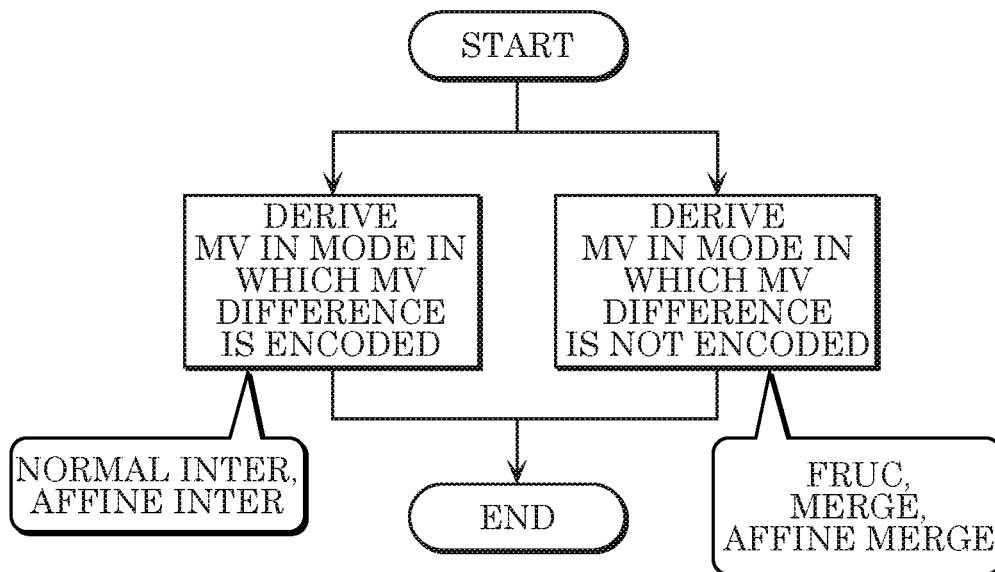 START
DERIVE
MV IN MODE IN
WHICH MV
DIFFERENCE
IS ENCODED
DERIVE
MV IN MODE IN
WHICH MV
DIFFERENCE
IS NOT ENCODED
NORMAL INTER,
AFFINE INTER
FRUC,
MERGE,
AFFINE MERGE
END